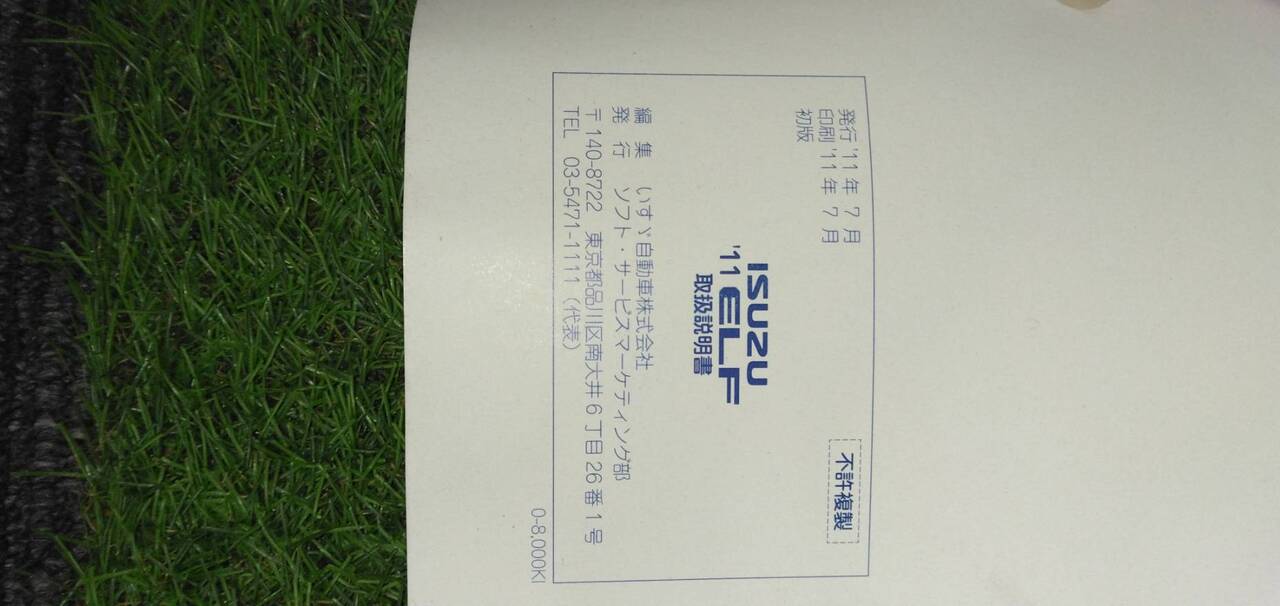 発行 '11年 7月
印刷 '11年 7月
初版
不許複製
ISUZU
'11 ELF
取扱説明書
編 集 いすゞ自動車株式会社
発 行 ソフト・サービスマーケティング部
〒140-8722 東京都品川区南大井6丁目26番1号
TEL 03-5471-1111（代表）
0-8,000KI